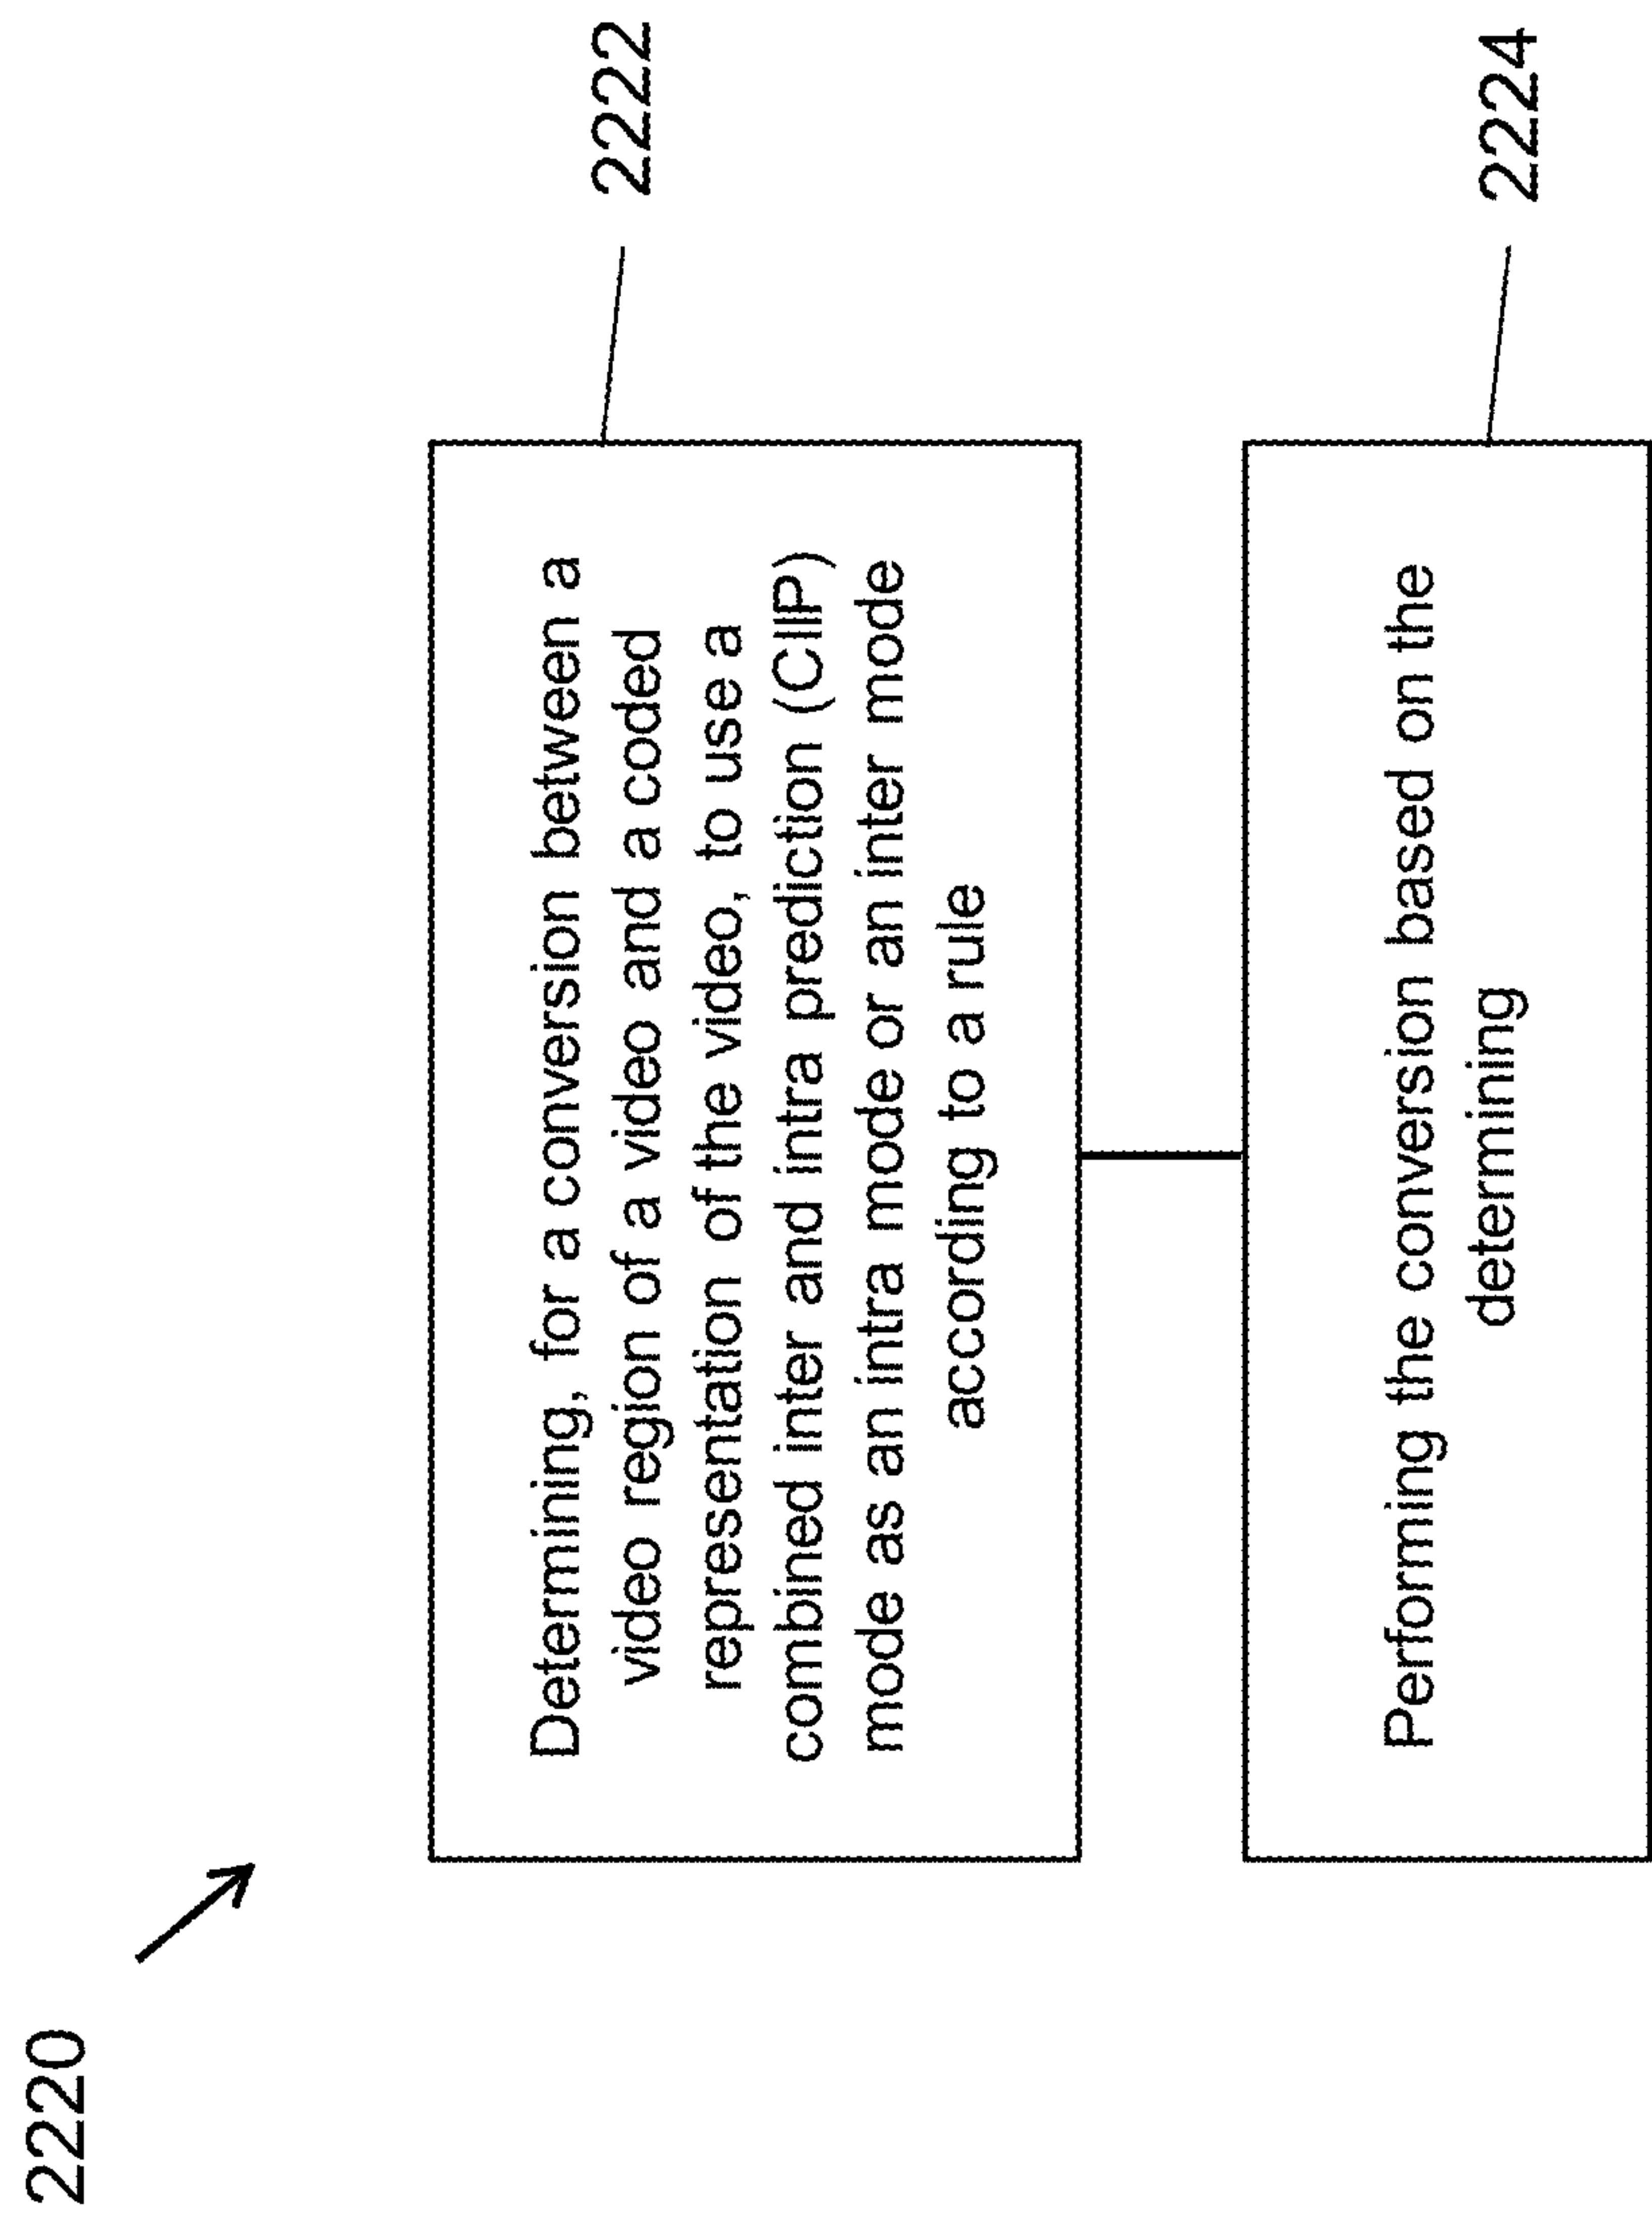 2220
Determining, for a conversion between a
video region of a video and a coded
representation of the video, to use a
combined inter and intra prediction (CIIP)
mode as an intra mode or an inter mode
according to a rule
2222
Performing the conversion based on the
determining
2224